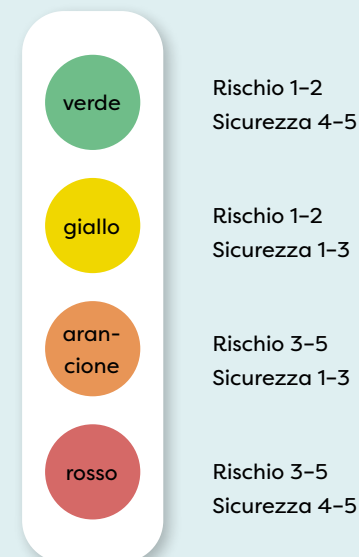 verde
Rischio 1–2
Sicurezza 4–5
giallo
Rischio 1–2
Sicurezza 1–3
aran-
cione
Rischio 3–5
Sicurezza 1–3
rosso
Rischio 3–5
Sicurezza 4–5